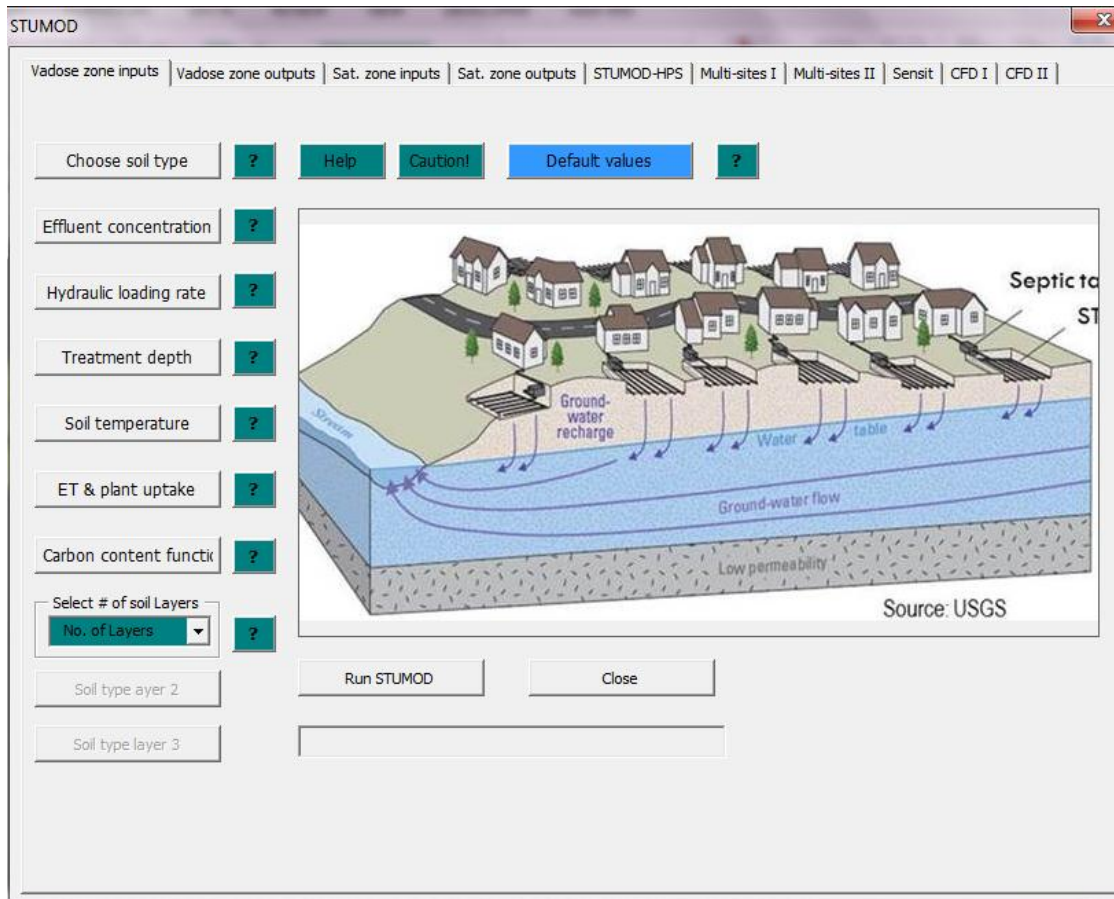 STUMOD
Vadose zone inputs Vadose zone outputs Sat. zone inputs Sat. zone outputs STUMOD-HPS Multi-sites I Multi-sites II Sensit CFD I CFD II
Choose soil type ? Help Caution! Default values ?
Effluent concentration ?
Hydraulic loading rate ?
Treatment depth ?
Soil temperature ?
ET & plant uptake ?
Carbon content functic ?
Select # of soil Layers
No. of Layers ?
Soil type ayer 2
Soil type layer 3
Septic ta
ST
Stream
Ground-
water
recharge
Water table
Ground-water flow
Low permeability
Source: USGS
Run STUMOD Close